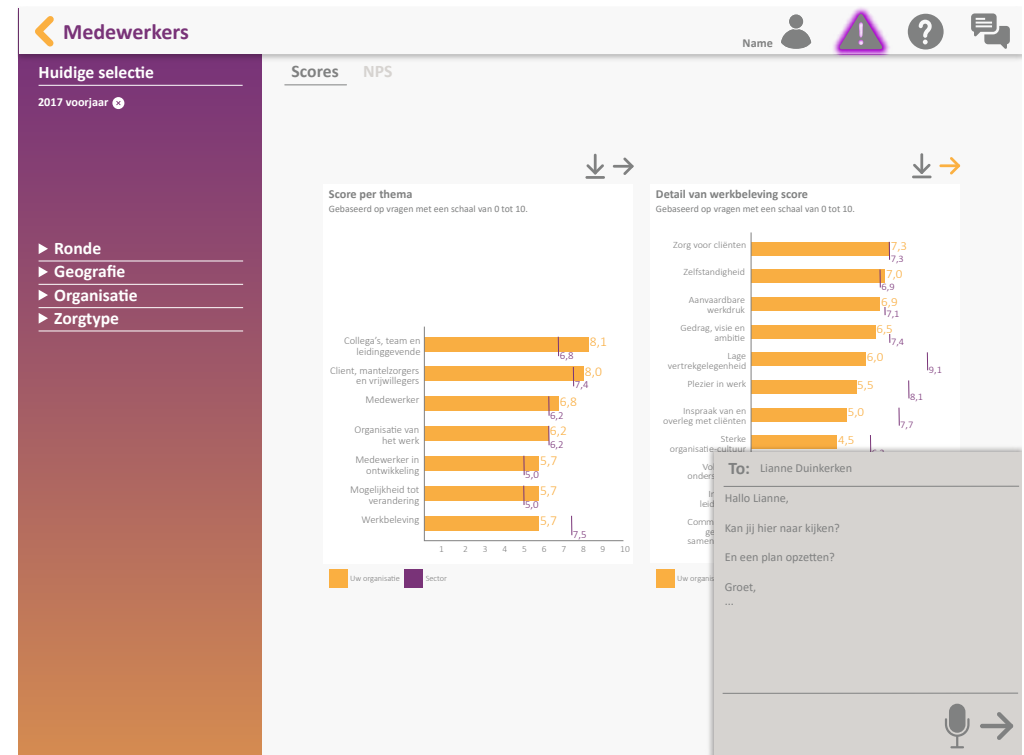 Medewerkers
Name
Huidige selectie
2017 voorjaar
Ronde
Geografie
Organisatie
Zorgtype
Scores NPS
Score per thema
Gebaseerd op vragen met een schaal van 0 tot 10.
Collega's, team en
leidinggevende
8,1
6,8
Client, mantelzorgers
en vrijwillegers
8,0
7,4
Medewerker
6,8
6,2
Organisatie van
het werk
6,2
6,2
Medewerker in
ontwikkeling
5,7
5,0
Mogelijkheid tot
verandering
5,7
5,0
Werkbeleving
5,7
7,5
1 2 3 4 5 6 7 8 9 10
Uw organisatie Sector
Detail van werkbeleving score
Gebaseerd op vragen met een schaal van 0 tot 10.
Zorg voor cliënten
7,3
7,3
Zelfstandigheid
7,0
6,9
Aanvaardbare
werkdruk
6,9
7,1
Gedrag, visie en
ambitie
6,5
7,4
Lage
vertrekgelegenheid
6,0
9,1
Plezier in werk
5,5
8,1
Inspraak van en
overleg met cliënten
5,0
7,7
Sterke
organisatie-cultuur
4,5
Uw organis
To: Lianne Duinkerken
Hallo Lianne,
Kan jij hier naar kijken?
En een plan opzetten?
Groet,
...